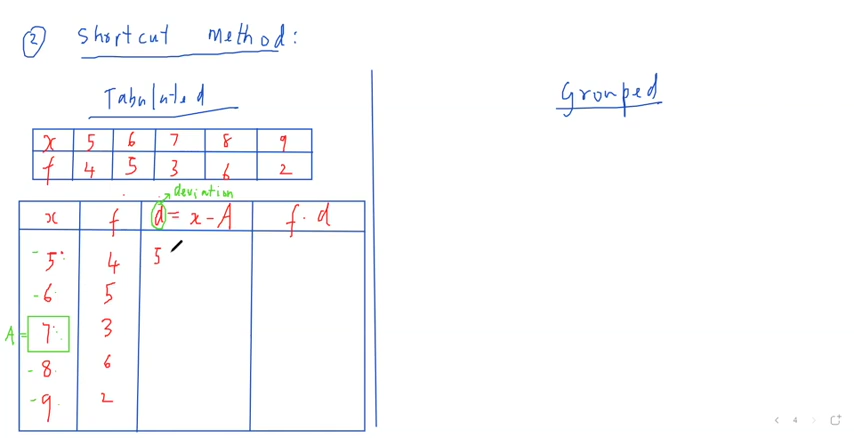 ② Shortcut Method:
Tabulated
Grouped
x 5 6 7 8 9
f 4 5 3 6 2
deviation
x f d = x - A f · d
5 4 5
6 5
A = 7 3
8 6
9 2
4